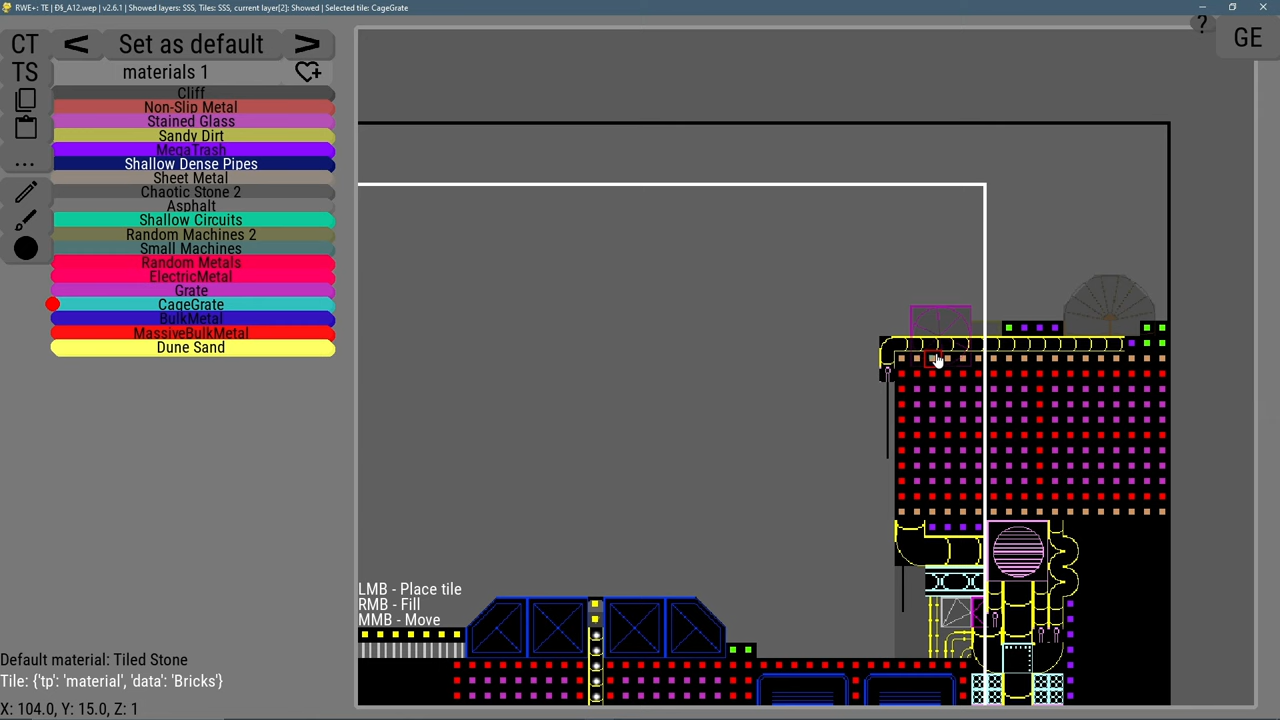 RWE+: TE | Đ§_A12.wep | v2.6.1 | Showed layers: SSS, Tiles: SSS, current layer[2]: Showed | Selected tile: CageGrate
CT < Set as default > ? GE
TS materials 1
Cliff
Non-Slip Metal
Stained Glass
Sandy Dirt
MegaTrash
Shallow Dense Pipes
Sheet Metal
Chaotic Stone 2
Asphalt
Shallow Circuits
Random Machines 2
Small Machines
Random Metals
ElectricMetal
Grate
CageGrate
BulkMetal
MassiveBulkMetal
Dune Sand
LMB - Place tile
RMB - Fill
MMB - Move
Default material: Tiled Stone
Tile: {'tp': 'material', 'data': 'Bricks'}
X: 104.0, Y: 15.0, Z: 1